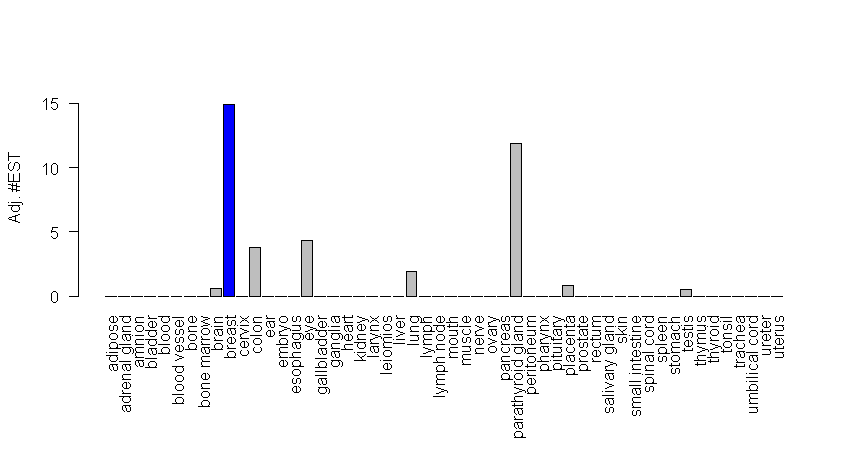 Adj. #EST
15
10
5
0
adipose
adrenal gland
amnion
bladder
blood
blood vessel
bone
bone marrow
brain
breast
cervix
colon
ear
embryo
esophagus
eye
gallbladder
ganglia
heart
kidney
larynx
leiomios
liver
lung
lymph
lymph node
mouth
muscle
nerve
ovary
pancreas
parathyroid gland
peritoneum
pharynx
pituitary
placenta
prostate
rectum
salivary gland
skin
small intestine
spinal cord
spleen
stomach
testis
thymus
thyroid
tonsil
trachea
umbilical cord
ureter
uterus